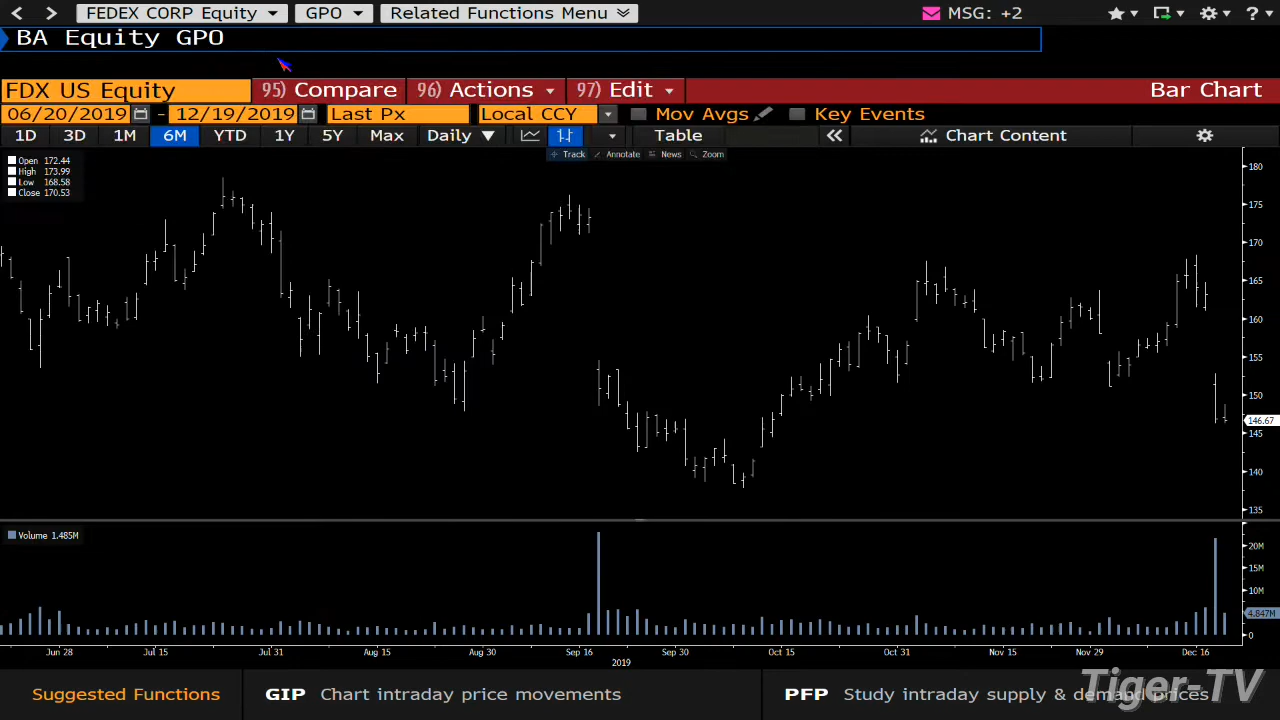 FEDEX CORP Equity GPO Related Functions Menu MSG: +2
BA Equity GPO
FDX US Equity 95) Compare 96) Actions 97) Edit Bar Chart
06/20/2019 - 12/19/2019 Last Px Local CCY Mov Avgs Key Events
1D 3D 1M 6M YTD 1Y 5Y Max Daily Table Chart Content
Track Annotate News Zoom
Open 172.44
High 173.99
Low 168.58
Close 170.53
180
175
170
165
160
155
150
146.67
145
140
135
Volume 1.485M
20M
15M
10M
4.847M
0
Jun 28 Jul 15 Jul 31 Aug 15 Aug 30 Sep 16 Sep 30 Oct 15 Oct 31 Nov 15 Nov 29 Dec 16
2019
Suggested Functions GIP Chart intraday price movements PFP Study intraday supply & demand prices
Tiger-TV